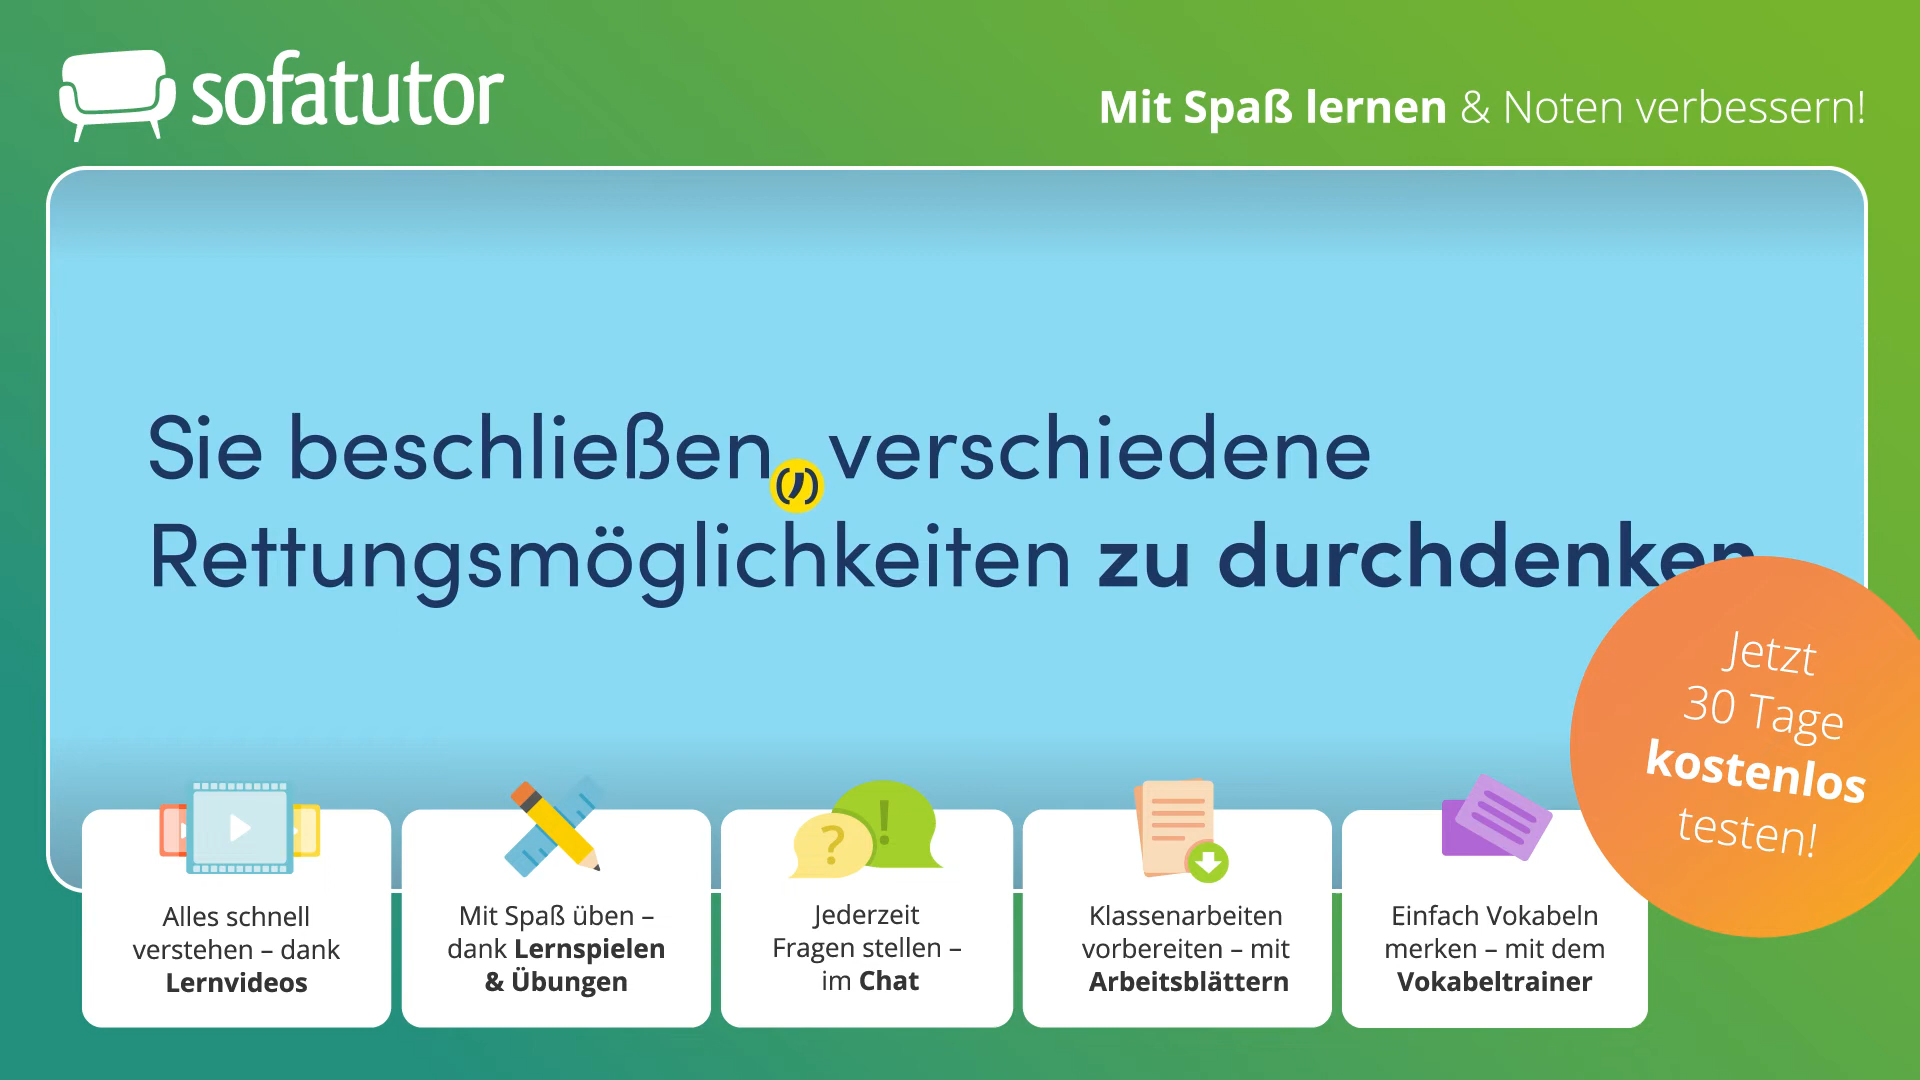 sofatutor
Mit Spaß lernen & Noten verbessern!
Sie beschließen(,) verschiedene
Rettungsmöglichkeiten zu durchdenken
Jetzt
30 Tage
kostenlos
testen!
Alles schnell
verstehen – dank
Lernvideos
Mit Spaß üben –
dank Lernspielen
& Übungen
? !
Jederzeit
Fragen stellen –
im Chat
Klassenarbeiten
vorbereiten – mit
Arbeitsblättern
Einfach Vokabeln
merken – mit dem
Vokabeltrainer